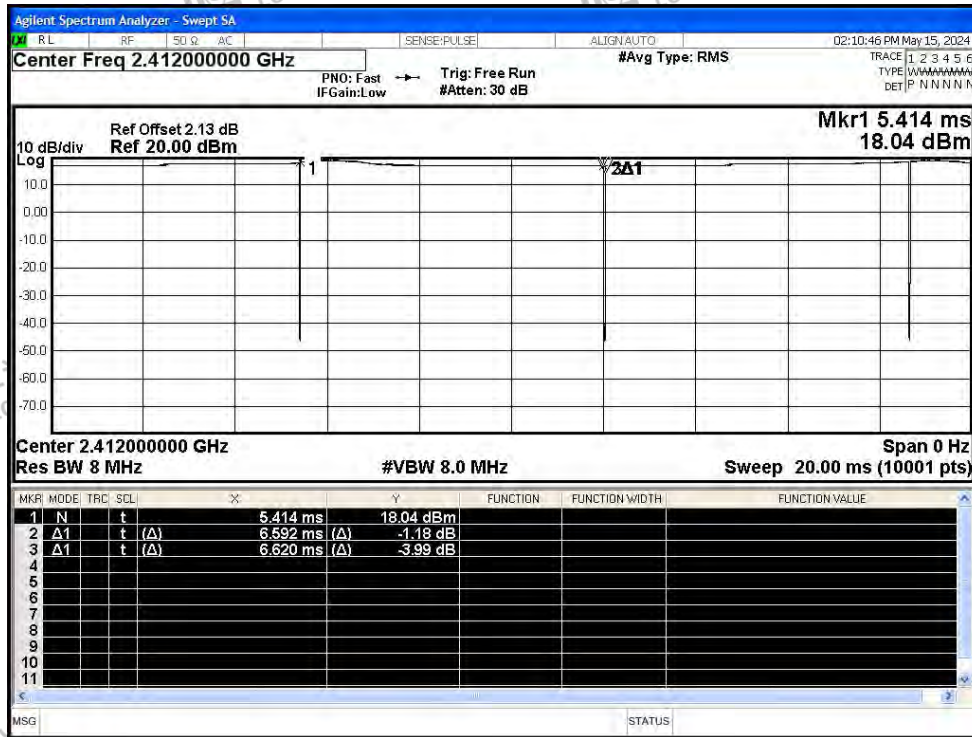 Agilent Spectrum Analyzer - Swept SA
LXI RL RF 50 Ω AC SENSE:PULSE ALIGN AUTO 02:10:46 PM May 15, 2024
Center Freq 2.412000000 GHz #Avg Type: RMS TRACE 1 2 3 4 5 6
PNO: Fast Trig: Free Run TYPE WWWWWW
IFGain:Low #Atten: 30 dB DET P N N N N N
Mkr1 5.414 ms
Ref Offset 2.13 dB
10 dB/div Ref 20.00 dBm 18.04 dBm
Log
1 2 3Δ1
10.0
0.00
-10.0
-20.0
-30.0
-40.0
-50.0
-60.0
-70.0
Center 2.412000000 GHz Span 0 Hz
Res BW 8 MHz #VBW 8.0 MHz Sweep 20.00 ms (10001 pts)
MKR MODE TRC SCL X Y FUNCTION FUNCTION WIDTH FUNCTION VALUE
1 N t 5.414 ms 18.04 dBm
2 Δ1 t (Δ) 6.592 ms (Δ) -1.18 dB
3 Δ1 t (Δ) 6.620 ms (Δ) -3.99 dB
4
5
6
7
8
9
10
11
MSG STATUS